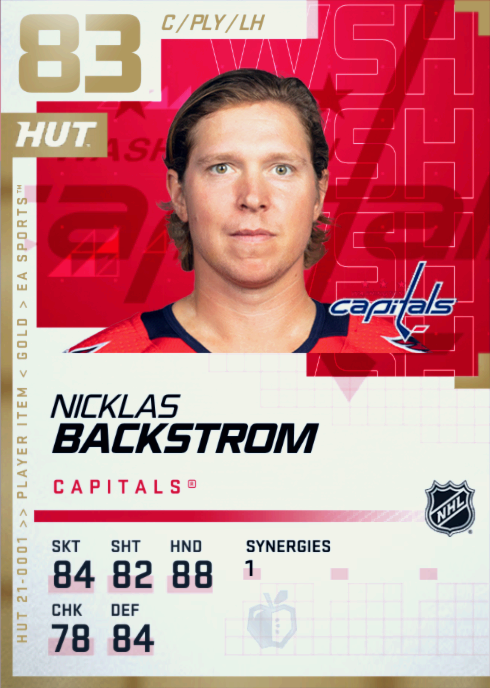 83
C/PLY/LH
WSH
HUT
WSH
WSH
WSH
capitals
HUT 21-0001 >> PLAYER ITEM < GOLD > EA SPORTS™
NICKLAS
BACKSTROM
CAPITALS®
NHL
SKT SHT HND SYNERGIES
84 82 88 1
CHK DEF
78 84